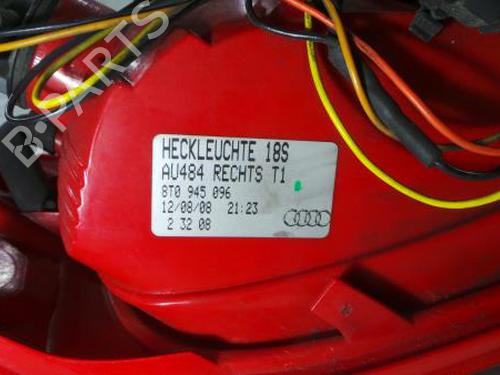 B-PARTS
HECKLEUCHTE 18S
AU484 RECHTS T1
8T0 945 096
12/08/08 21:23
2 32 08